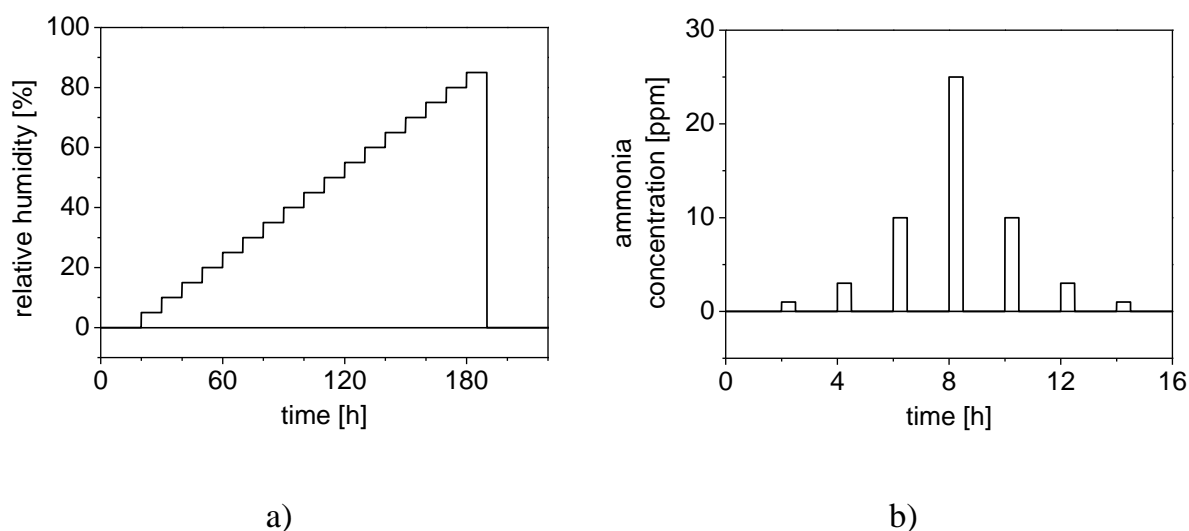 100
80
60
40
20
0
relative humidity [%]
0 60 120 180
time [h]
a)
30
20
10
0
ammonia
concentration [ppm]
0 4 8 12 16
time [h]
b)